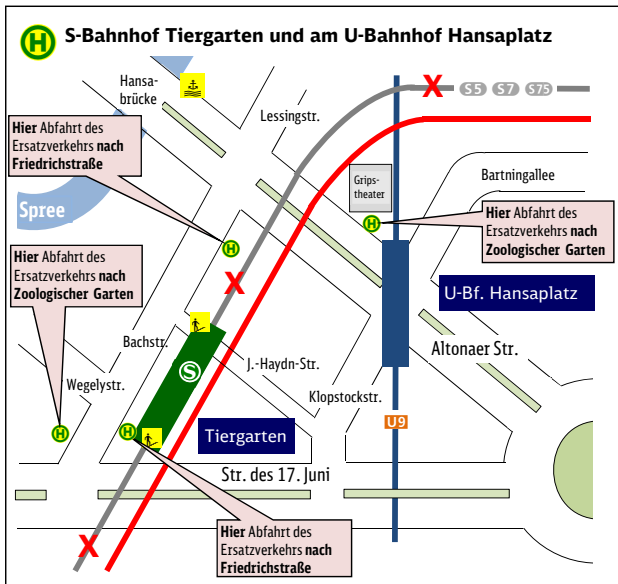 H S-Bahnhof Tiergarten und am U-Bahnhof Hansaplatz
Hansa-
brücke
Lessingstr.
X
S5 S7 S75
Hier Abfahrt des
Ersatzverkehrs nach
Friedrichstraße
Grips-
theater
Bartningallee
Spree
H
Hier Abfahrt des
Ersatzverkehrs nach
Zoologischer Garten
H
Hier Abfahrt des
Ersatzverkehrs nach
Zoologischer Garten
X
U-Bf. Hansaplatz
Bachstr.
J.-Haydn-Str.
Altonaer Str.
S
Wegelystr.
Klopstockstr.
U9
H
H
Tiergarten
Str. des 17. Juni
Hier Abfahrt des
Ersatzverkehrs nach
Friedrichstraße
X